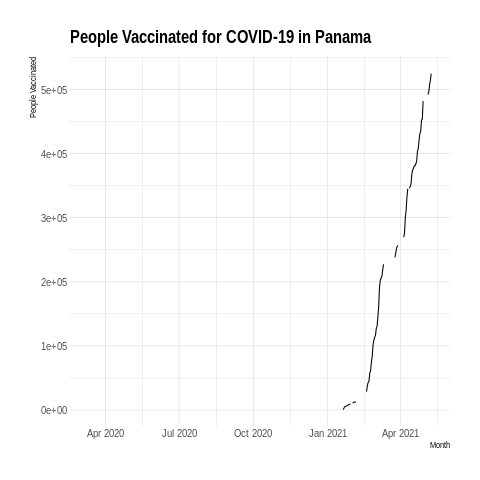 People Vaccinated for COVID-19 in Panama
People Vaccinated
5e+05
4e+05
3e+05
2e+05
1e+05
0e+00
Apr 2020 Jul 2020 Oct 2020 Jan 2021 Apr 2021
Month